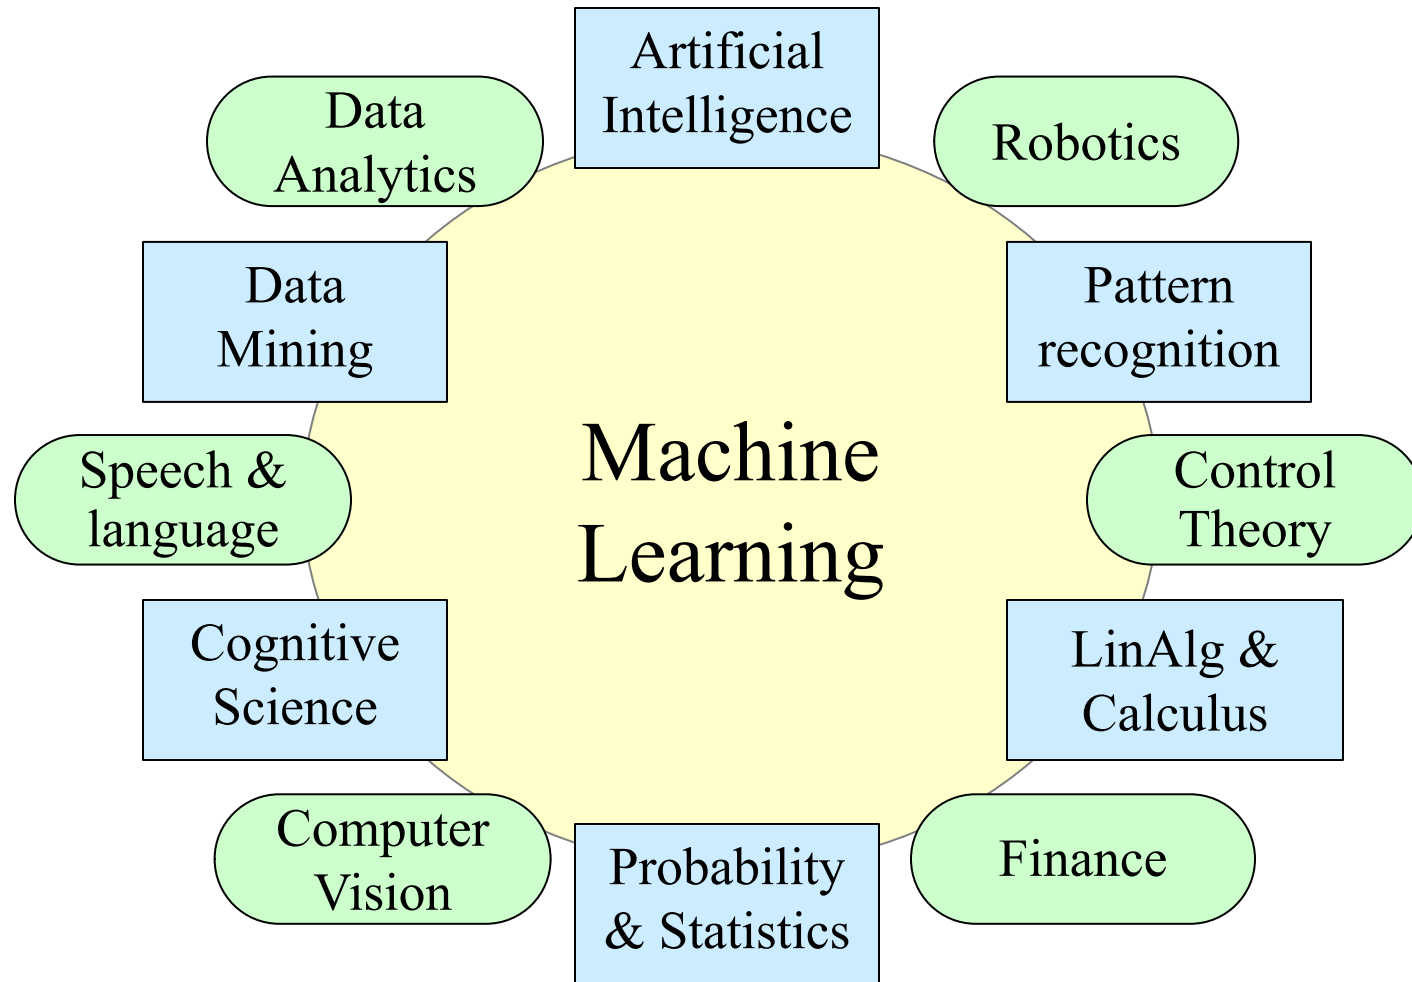 Artificial
Intelligence
Data
Analytics
Robotics
Data
Mining
Pattern
recognition
Machine
Learning
Speech &
language
Control
Theory
Cognitive
Science
LinAlg &
Calculus
Computer
Vision
Probability
& Statistics
Finance